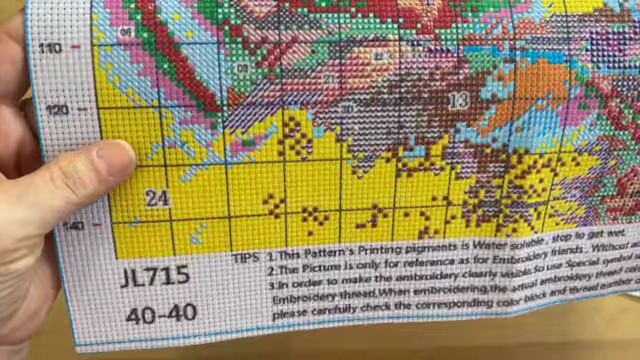 110
06
09
21
02
120
13
24
140
JL715
40-40
TIPS 1.This Pattern's Printing pigments is Water soluble, stop to get wet
2.The Picture is only for reference as for Embroidery friends. Without
3.In order to make the embroidery clearly visible,So use Special symbol
Embroidery thread,When embroidering,the actual embroidery thread
please carefully check the corresponding color block and thread